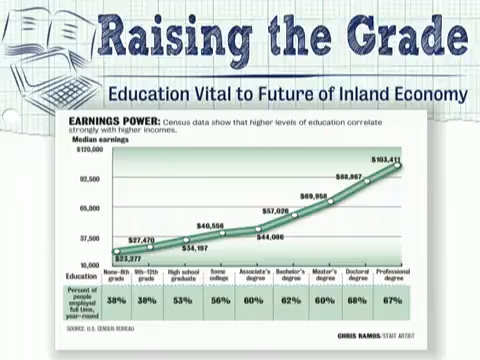 Raising the Grade
Education Vital to Future of Inland Economy
EARNINGS POWER: Census data show that higher levels of education correlate
strongly with higher incomes.
Median earnings
$120,000
92,500
65,000
37,500
10,000
$23,277
$27,470
$34,197
$40,556
$44,086
$57,026
$69,958
$88,867
$103,411
Education
None-8th grade
9th-12th grade
High school graduate
Some college
Associate's degree
Bachelor's degree
Master's degree
Doctoral degree
Professional degree
Percent of
people
employed
full time,
year-round
38% 38% 53% 56% 60% 62% 60% 68% 67%
SOURCE: U.S. CENSUS BUREAU
CHRIS RAMOS/STAFF ARTIST